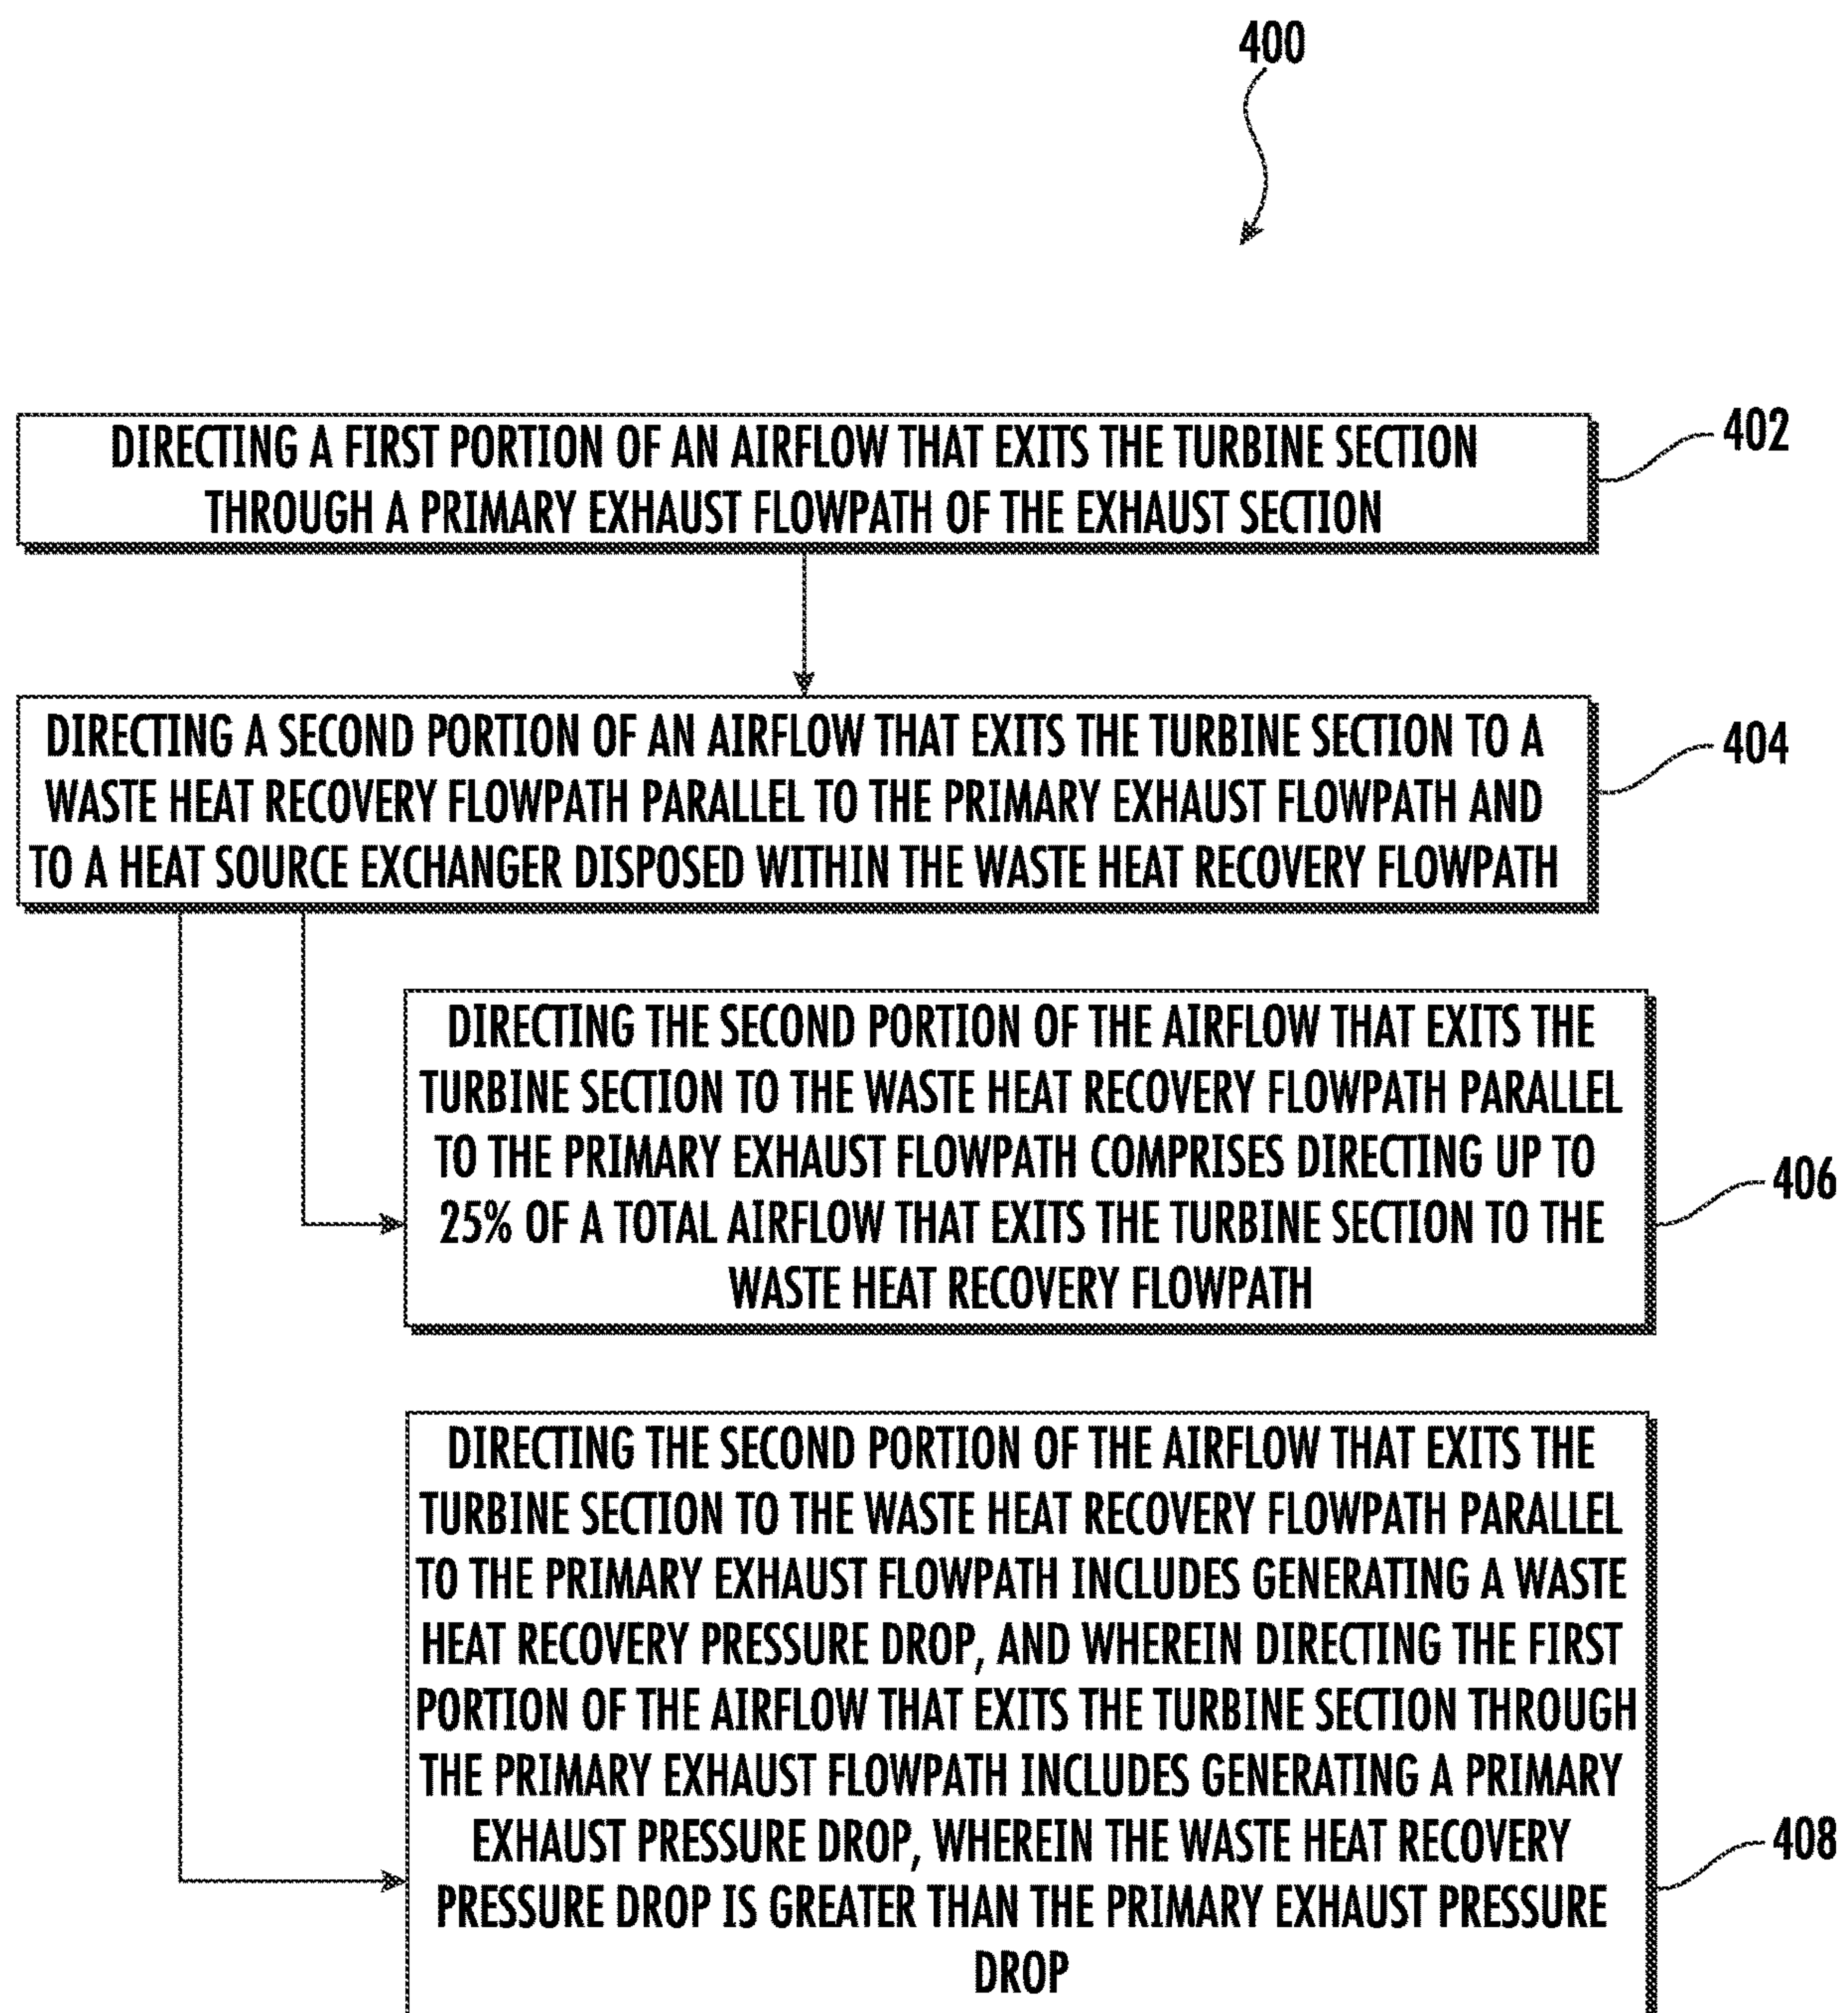 400
DIRECTING A FIRST PORTION OF AN AIRFLOW THAT EXITS THE TURBINE SECTION
THROUGH A PRIMARY EXHAUST FLOWPATH OF THE EXHAUST SECTION
402
DIRECTING A SECOND PORTION OF AN AIRFLOW THAT EXITS THE TURBINE SECTION TO A
WASTE HEAT RECOVERY FLOWPATH PARALLEL TO THE PRIMARY EXHAUST FLOWPATH AND
TO A HEAT SOURCE EXCHANGER DISPOSED WITHIN THE WASTE HEAT RECOVERY FLOWPATH
404
DIRECTING THE SECOND PORTION OF THE AIRFLOW THAT EXITS THE
TURBINE SECTION TO THE WASTE HEAT RECOVERY FLOWPATH PARALLEL
TO THE PRIMARY EXHAUST FLOWPATH COMPRISES DIRECTING UP TO
25% OF A TOTAL AIRFLOW THAT EXITS THE TURBINE SECTION TO THE
WASTE HEAT RECOVERY FLOWPATH
406
DIRECTING THE SECOND PORTION OF THE AIRFLOW THAT EXITS THE
TURBINE SECTION TO THE WASTE HEAT RECOVERY FLOWPATH PARALLEL
TO THE PRIMARY EXHAUST FLOWPATH INCLUDES GENERATING A WASTE
HEAT RECOVERY PRESSURE DROP, AND WHEREIN DIRECTING THE FIRST
PORTION OF THE AIRFLOW THAT EXITS THE TURBINE SECTION THROUGH
THE PRIMARY EXHAUST FLOWPATH INCLUDES GENERATING A PRIMARY
EXHAUST PRESSURE DROP, WHEREIN THE WASTE HEAT RECOVERY
PRESSURE DROP IS GREATER THAN THE PRIMARY EXHAUST PRESSURE
DROP
408